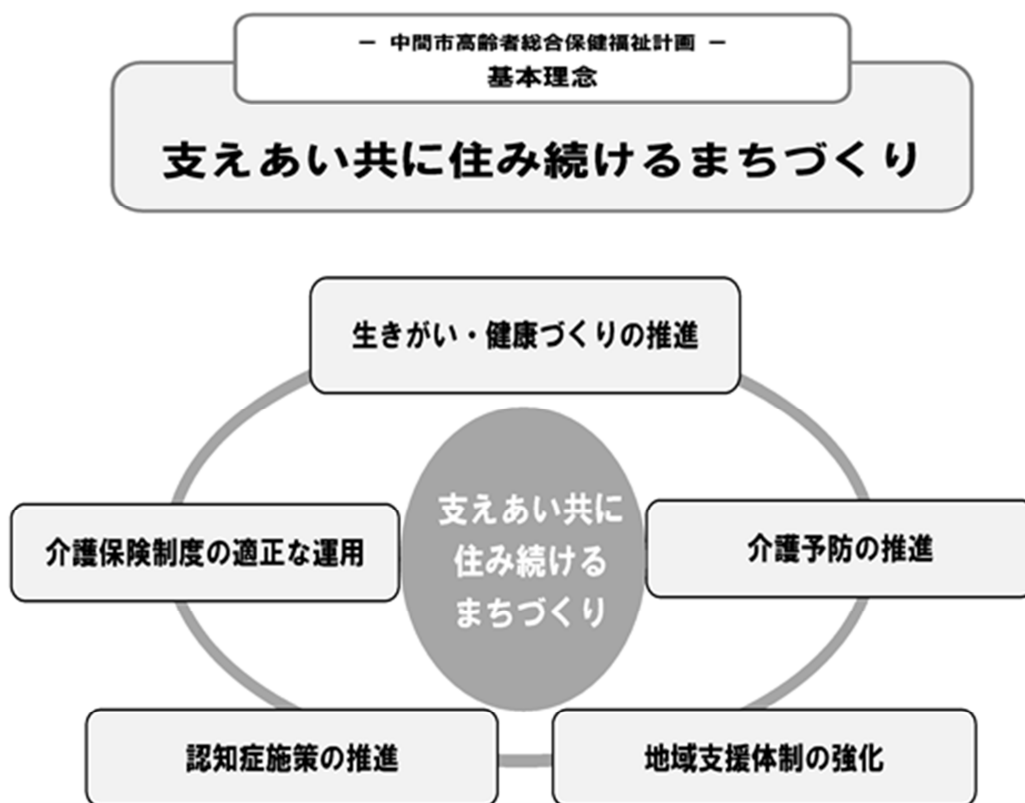 － 中間市高齢者総合保健福祉計画 －
基本理念
支えあい共に住み続けるまちづくり
生きがい・健康づくりの推進
介護保険制度の適正な運用
支えあい共に
住み続ける
まちづくり
介護予防の推進
認知症施策の推進
地域支援体制の強化